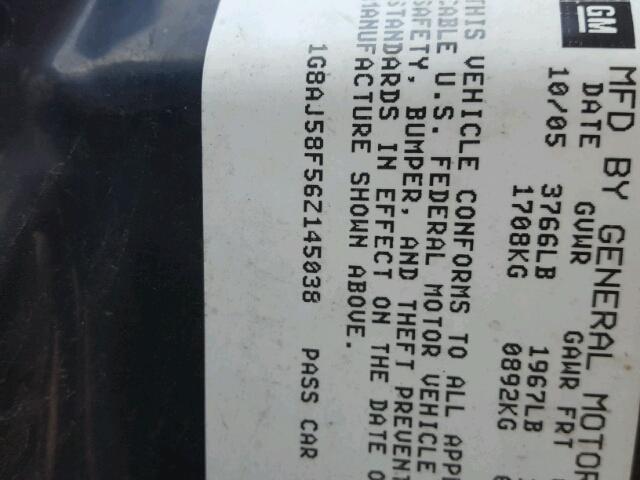 GM
MFD BY GENERAL MOTOR
DATE GVWR GAWR FRT
10/05 3766LB 1967LB
1708KG 0892KG
THIS VEHICLE CONFORMS TO ALL APPL
CABLE U.S. FEDERAL MOTOR VEHICLE
SAFETY, BUMPER, AND THEFT PREVENT
STANDARDS IN EFFECT ON THE DATE O
MANUFACTURE SHOWN ABOVE.
1G8AJ58F56Z145038 PASS CAR